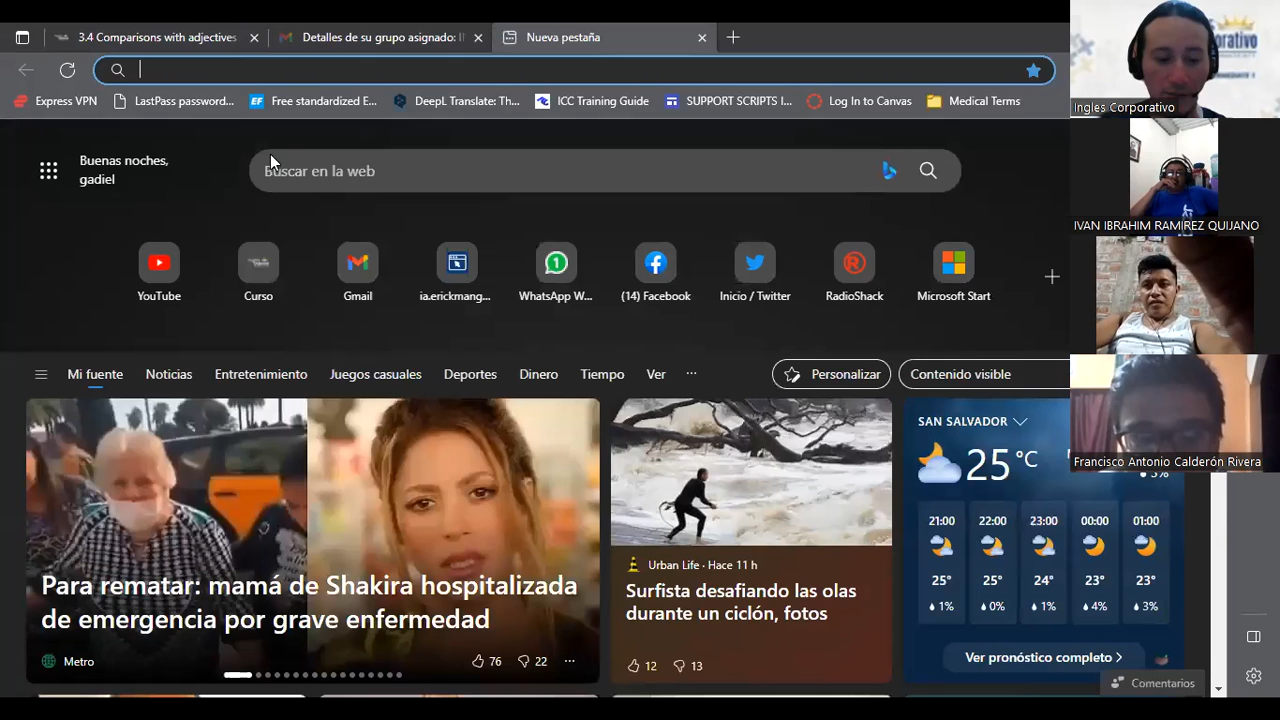 3.4 Comparisons with adjectives
Detalles de su grupo asignado: I
Nueva pestaña
Express VPN
LastPass password...
EF
Free standardized E...
DeepL Translate: Th...
ICC Training Guide
SUPPORT SCRIPTS I...
Log In to Canvas
Medical Terms
Buenas noches,
gadiel
Buscar en la web
YouTube
Curso
Gmail
ia.erickmang...
1
WhatsApp W...
(14) Facebook
Inicio / Twitter
RadioShack
Microsoft Start
Mi fuente
Noticias
Entretenimiento
Juegos casuales
Deportes
Dinero
Tiempo
Ver
...
Personalizar
Contenido visible
Para rematar: mamá de Shakira hospitalizada
de emergencia por grave enfermedad
Metro
76
22
Urban Life · Hace 11 h
Surfista desafiando las olas
durante un ciclón, fotos
12
13
SAN SALVADOR
25 °C
21:00 22:00 23:00 00:00 01:00
25° 25° 24° 23° 23°
1% 0% 1% 4% 3%
Ver pronóstico completo
Comentarios
orativo
Ingles Corporativo
IVAN IBRAHIM RAMIREZ QUIJANO
Francisco Antonio Calderón Rivera